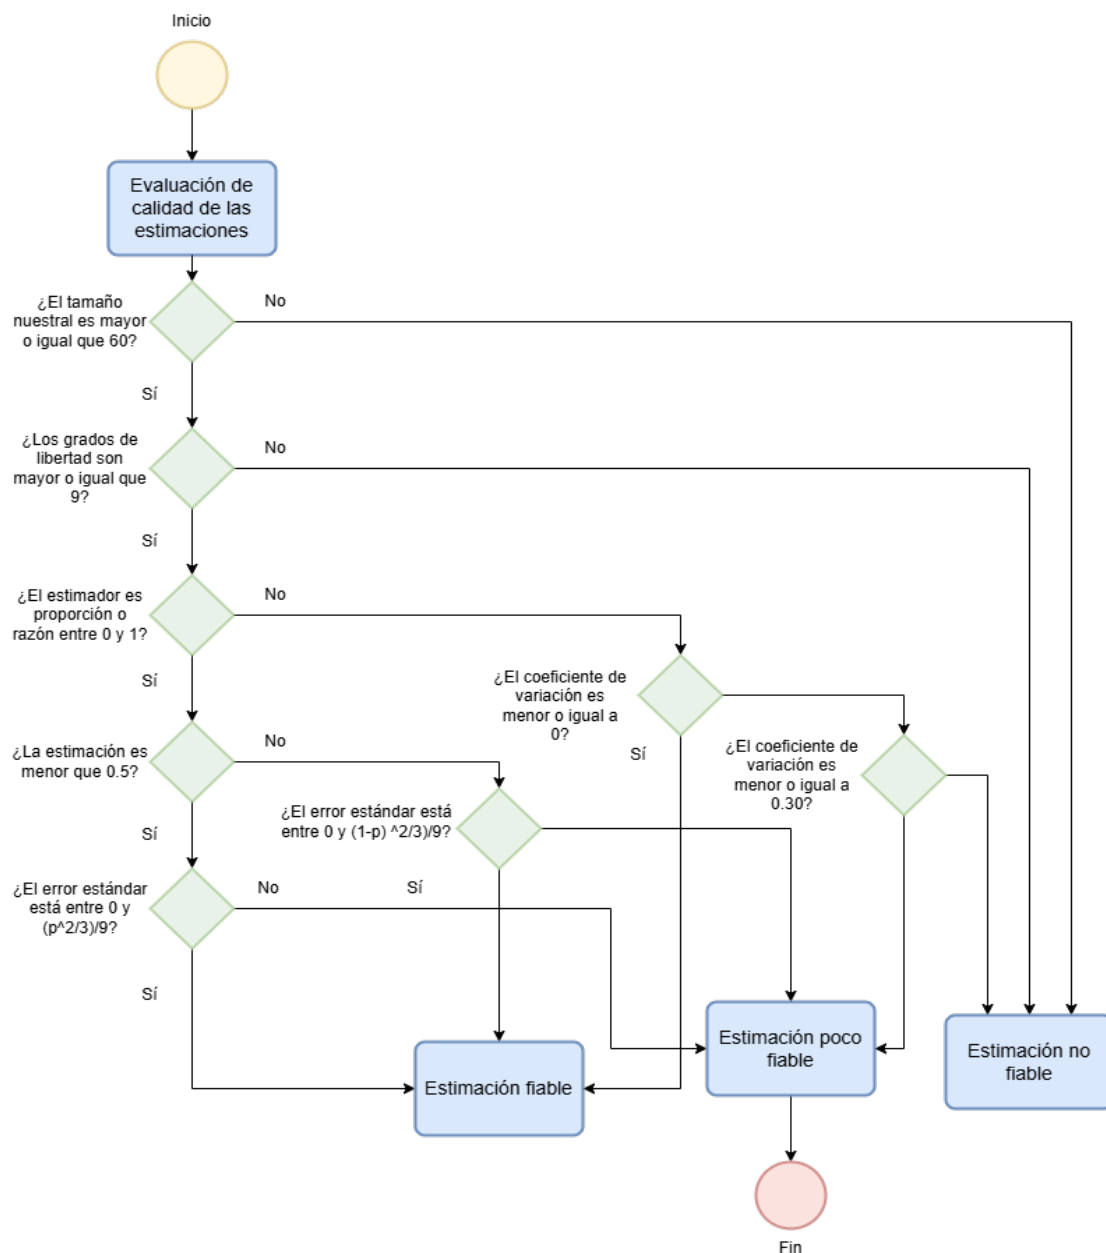 Inicio
Evaluación de
calidad de las
estimaciones
¿El tamaño
nuestral es mayor
o igual que 60?
No
Sí
¿Los grados de
libertad son
mayor o igual que
9?
No
Sí
¿El estimador es
proporción o
razón entre 0 y 1?
No
Sí
¿El coeficiente de
variación es
menor o igual a
0?
Sí
¿El coeficiente de
variación es
menor o igual a
0.30?
¿La estimación es
menor que 0.5?
No
Sí
¿El error estándar está
entre 0 y (1-p) ^2/3)/9?
Sí
¿El error estándar
está entre 0 y
(p^2/3)/9?
No
Sí
Estimación fiable
Estimación poco
fiable
Estimación no
fiable
Fin